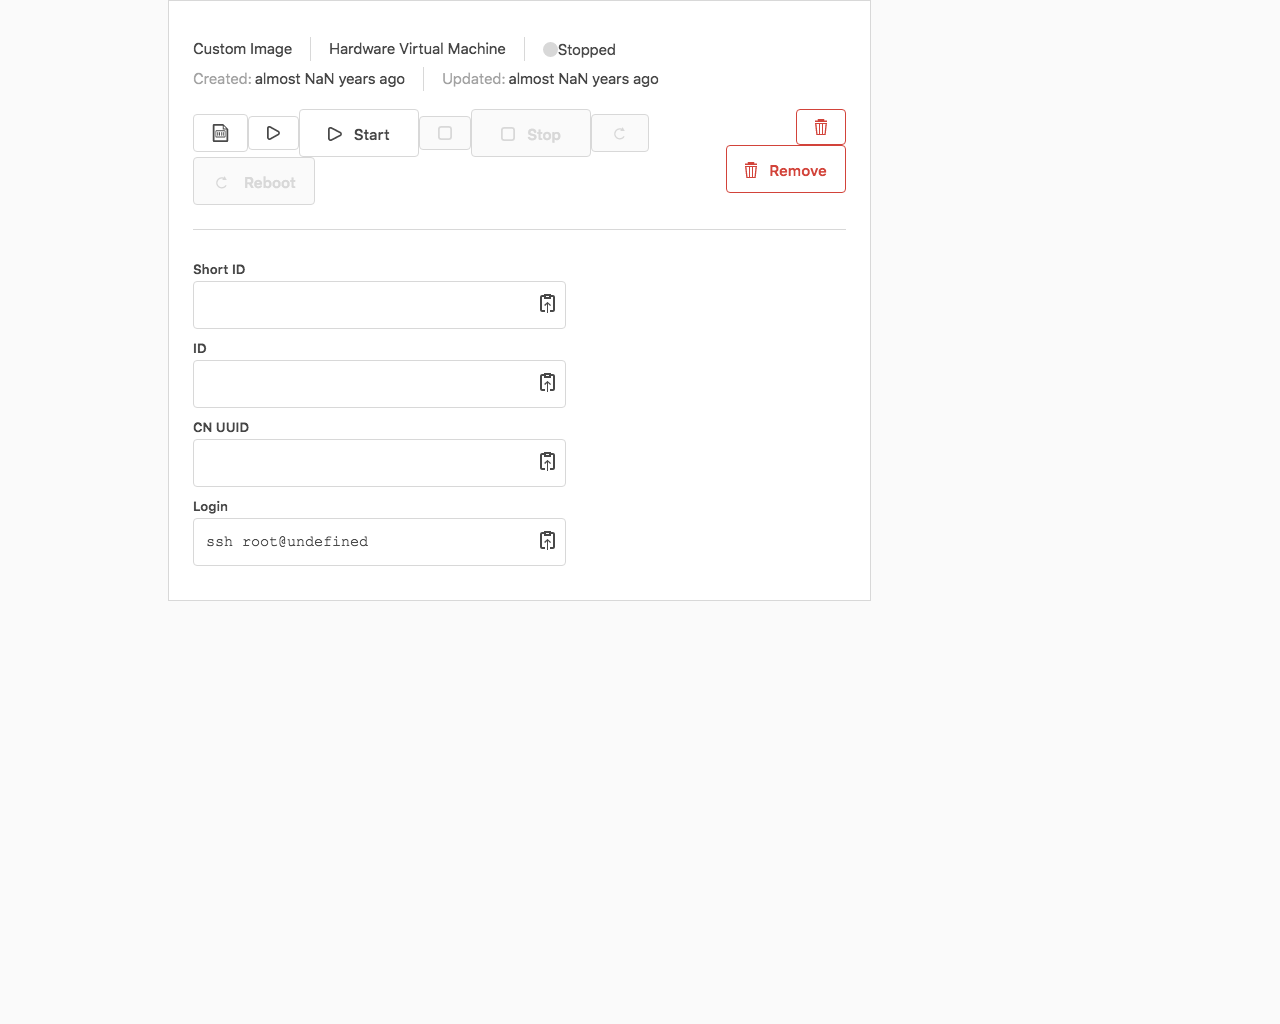 Custom Image Hardware Virtual Machine Stopped
Created: almost NaN years ago Updated: almost NaN years ago
Start Stop
Remove
Reboot
Short ID
ID
CN UUID
Login
ssh root@undefined